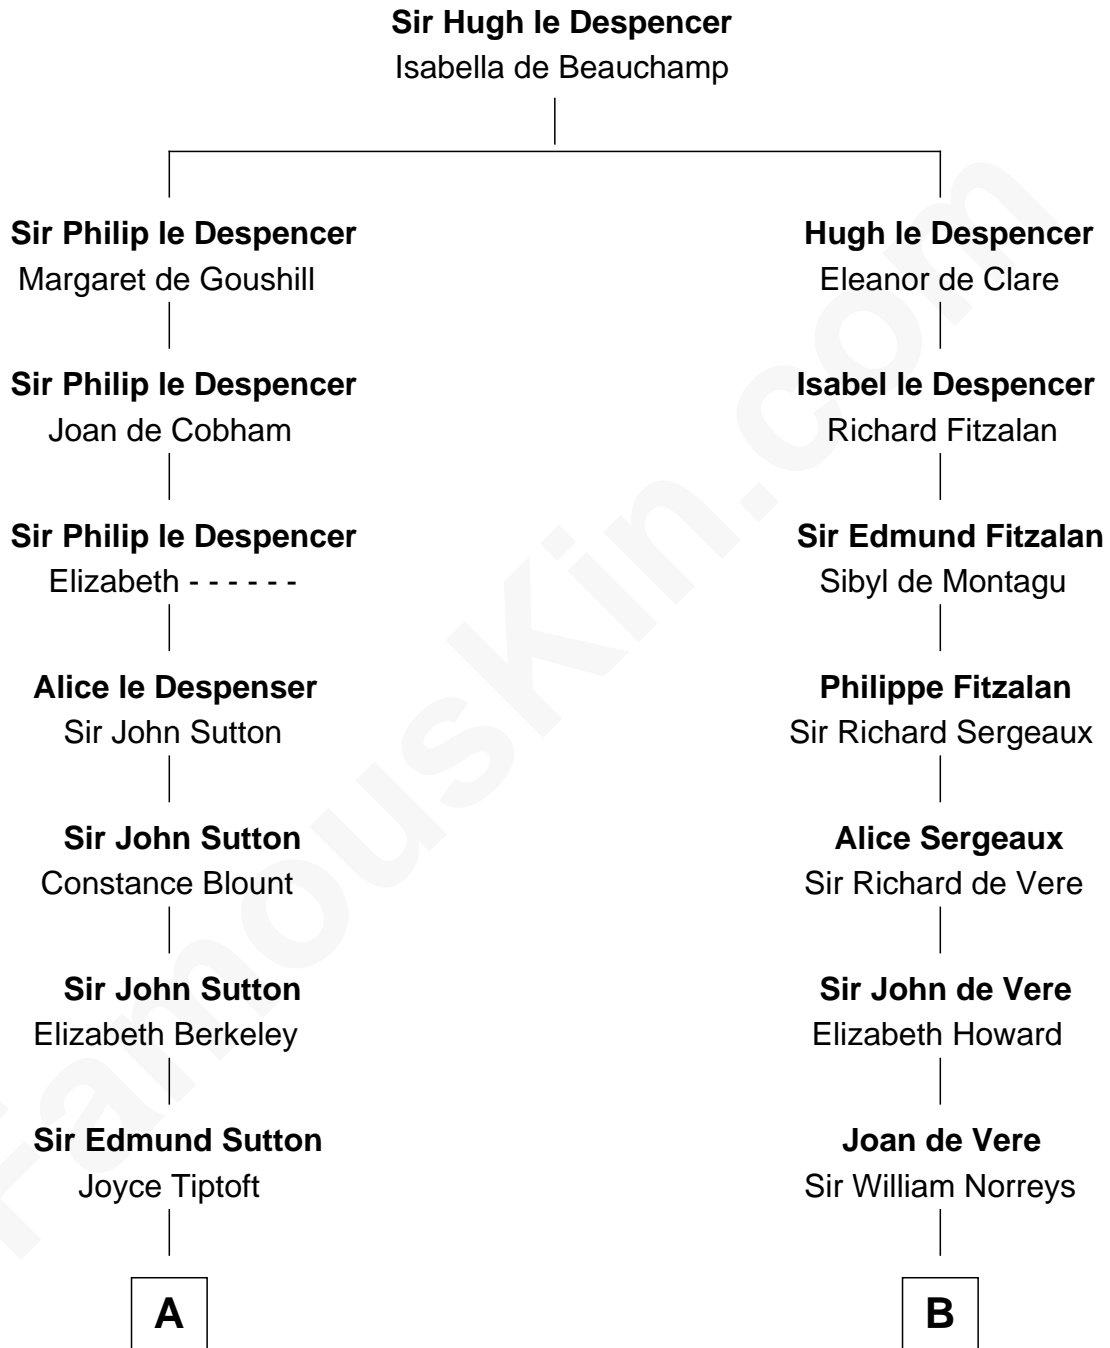 Sir Hugh le Despencer
Isabella de Beauchamp
Sir Philip le Despencer
Margaret de Goushill
Hugh le Despencer
Eleanor de Clare
Sir Philip le Despencer
Joan de Cobham
Isabel le Despencer
Richard Fitzalan
Sir Philip le Despencer
Elizabeth - - - - - -
Sir Edmund Fitzalan
Sibyl de Montagu
Alice le Despenser
Sir John Sutton
Philippe Fitzalan
Sir Richard Sergeaux
Sir John Sutton
Constance Blount
Alice Sergeaux
Sir Richard de Vere
Sir John Sutton
Elizabeth Berkeley
Sir John de Vere
Elizabeth Howard
Sir Edmund Sutton
Joyce Tiptoft
Joan de Vere
Sir William Norreys
A
B
FamousKin.com